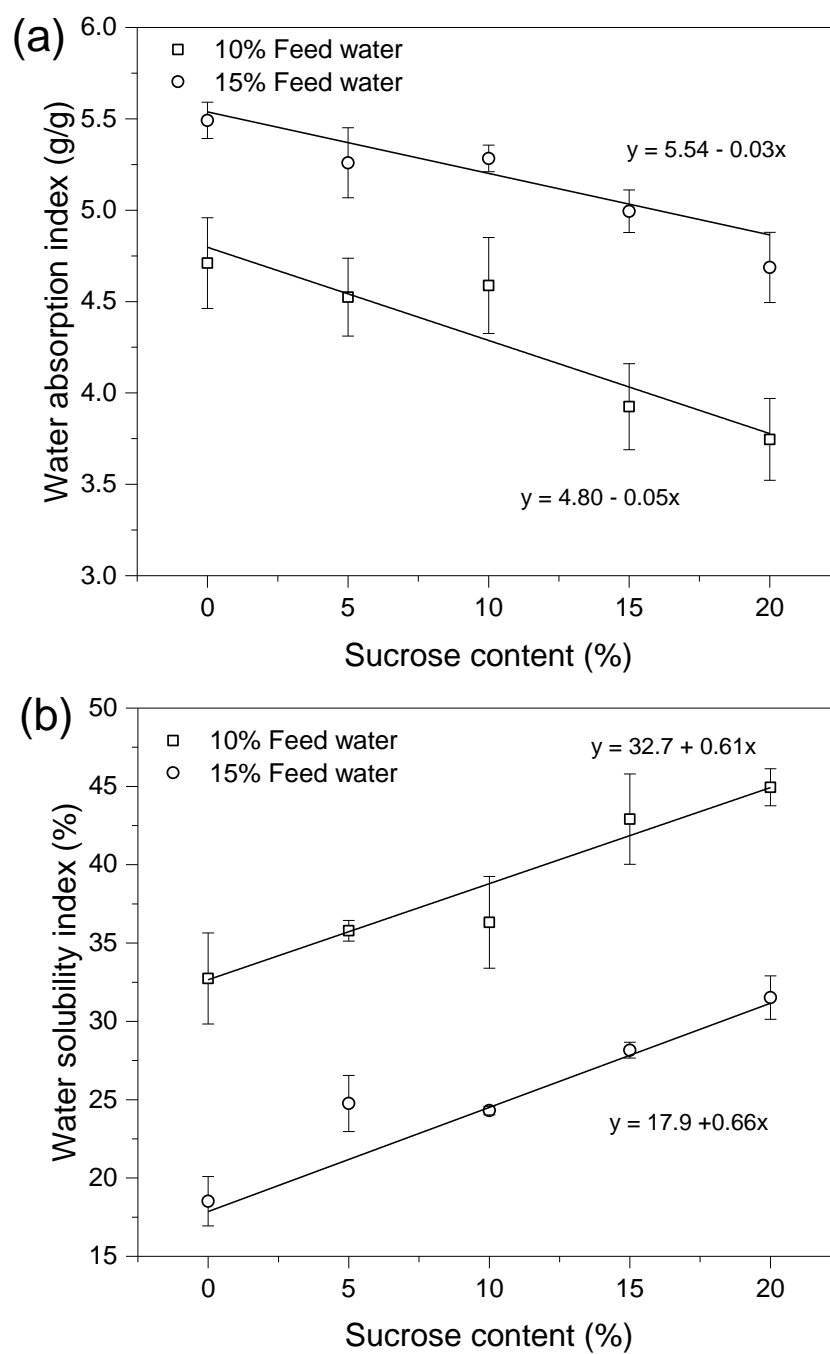 (a)
10% Feed water
15% Feed water
y = 5.54 - 0.03x
y = 4.80 - 0.05x
Water absorption index (g/g)
6.0
5.5
5.0
4.5
4.0
3.5
3.0
0 5 10 15 20
Sucrose content (%)
(b)
10% Feed water
15% Feed water
y = 32.7 + 0.61x
y = 17.9 +0.66x
Water solubility index (%)
50
45
40
35
30
25
20
15
0 5 10 15 20
Sucrose content (%)